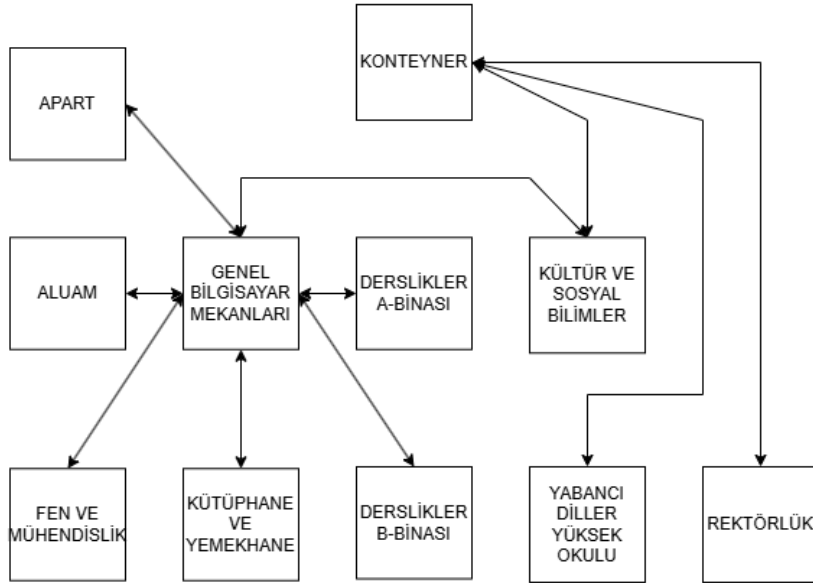 KONTEYNER
APART
ALUAM
GENEL
BİLGİSAYAR
MEKANLARI
DERSLİKLER
A-BİNASI
KÜLTÜR VE
SOSYAL
BİLİMLER
FEN VE
MÜHENDİSLİK
KÜTÜPHANE
VE
YEMEKHANE
DERSLİKLER
B-BİNASI
YABANCI
DİLLER
YÜKSEK
OKULU
REKTÖRLÜK